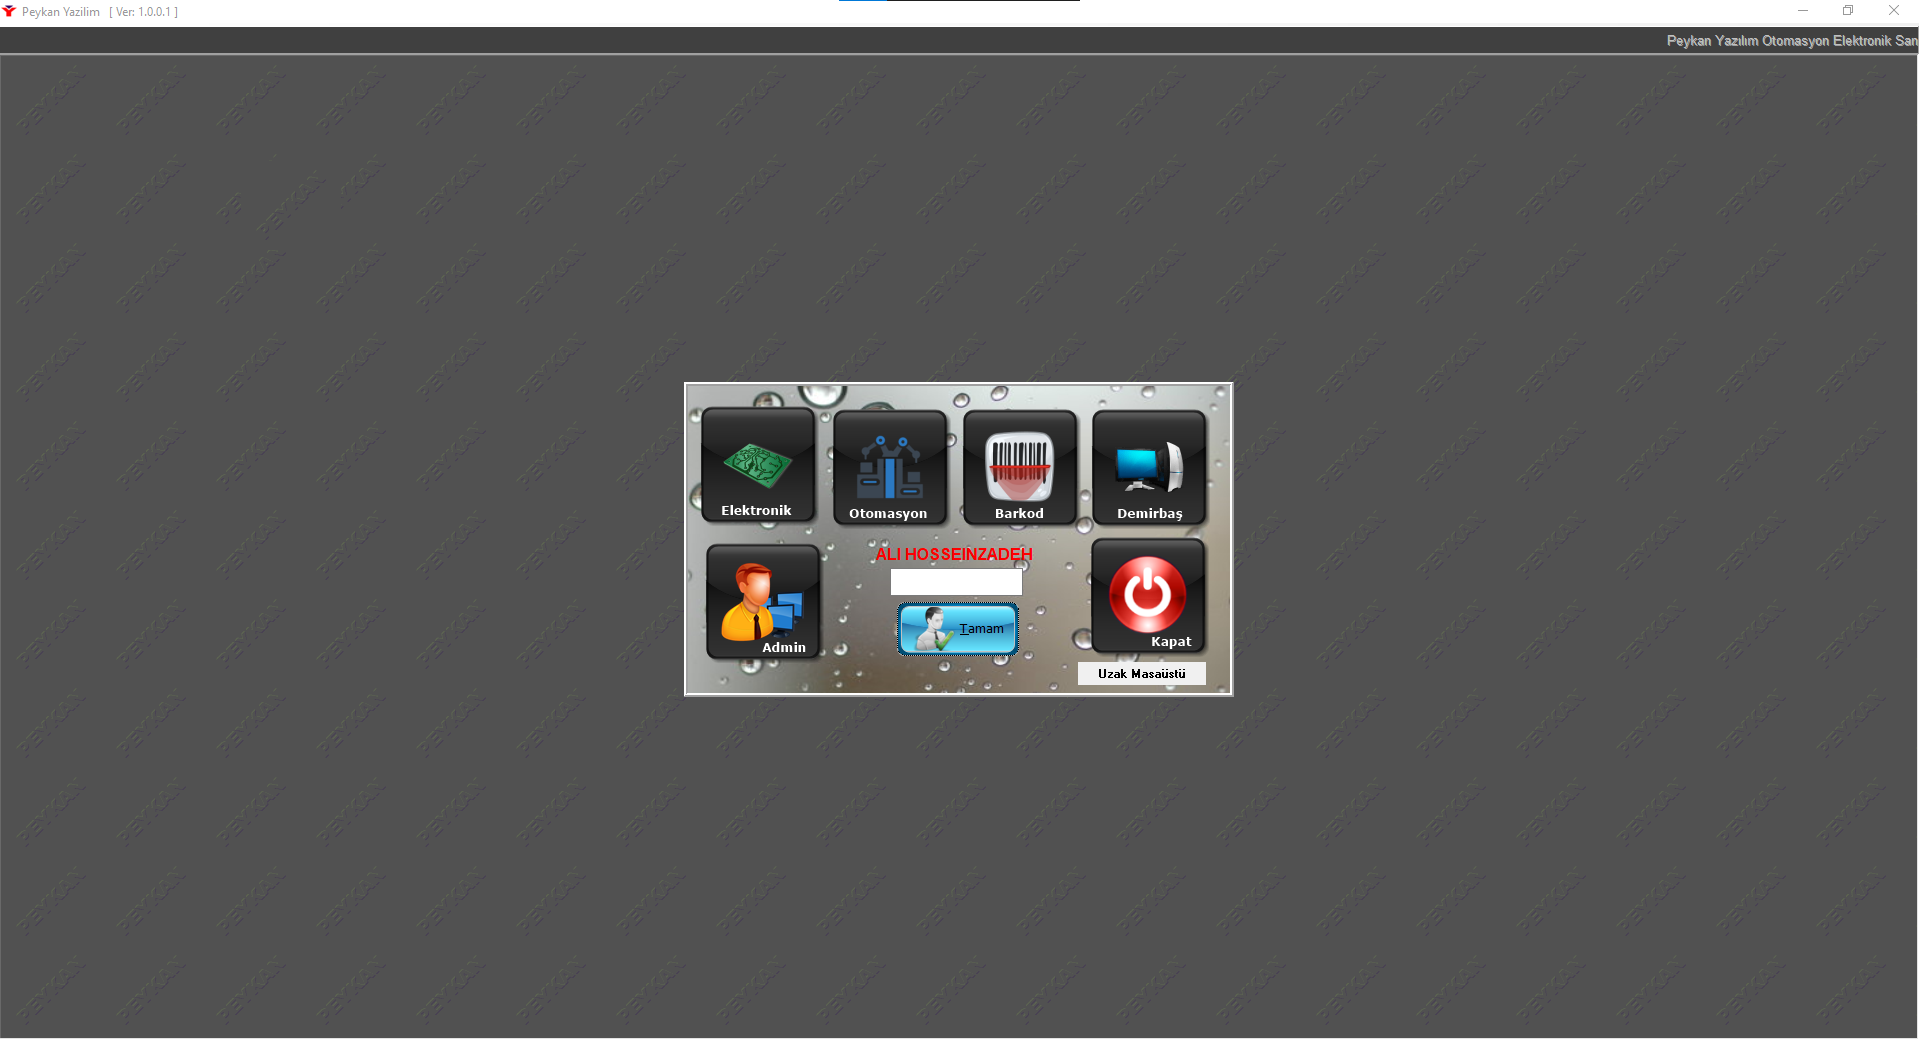 Peykan Yazilim [ Ver: 1.0.0.1 ]
Peykan Yazılım Otomasyon Elektronik San
Elektronik
Otomasyon
Barkod
Demirbaş
ALI HOSSEINZADEH
Tamam
Admin
Kapat
Uzak Masaüstü
PEYKAN